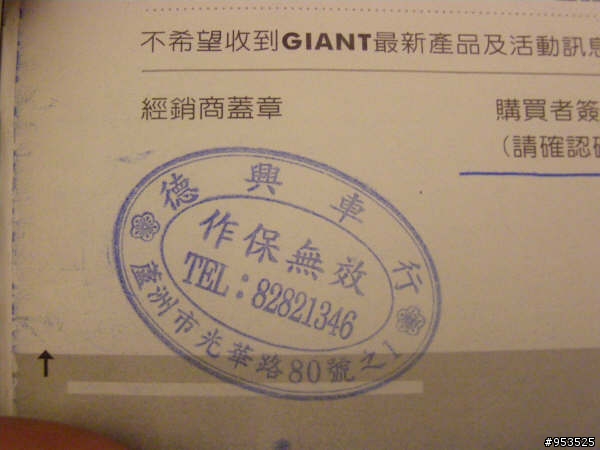 不希望收到GIANT最新產品及活動訊息
經銷商蓋章
購買者簽
（請確認
德興車行
作保無效
TEL：82821346
蘆洲市光華路80號之1
#953525